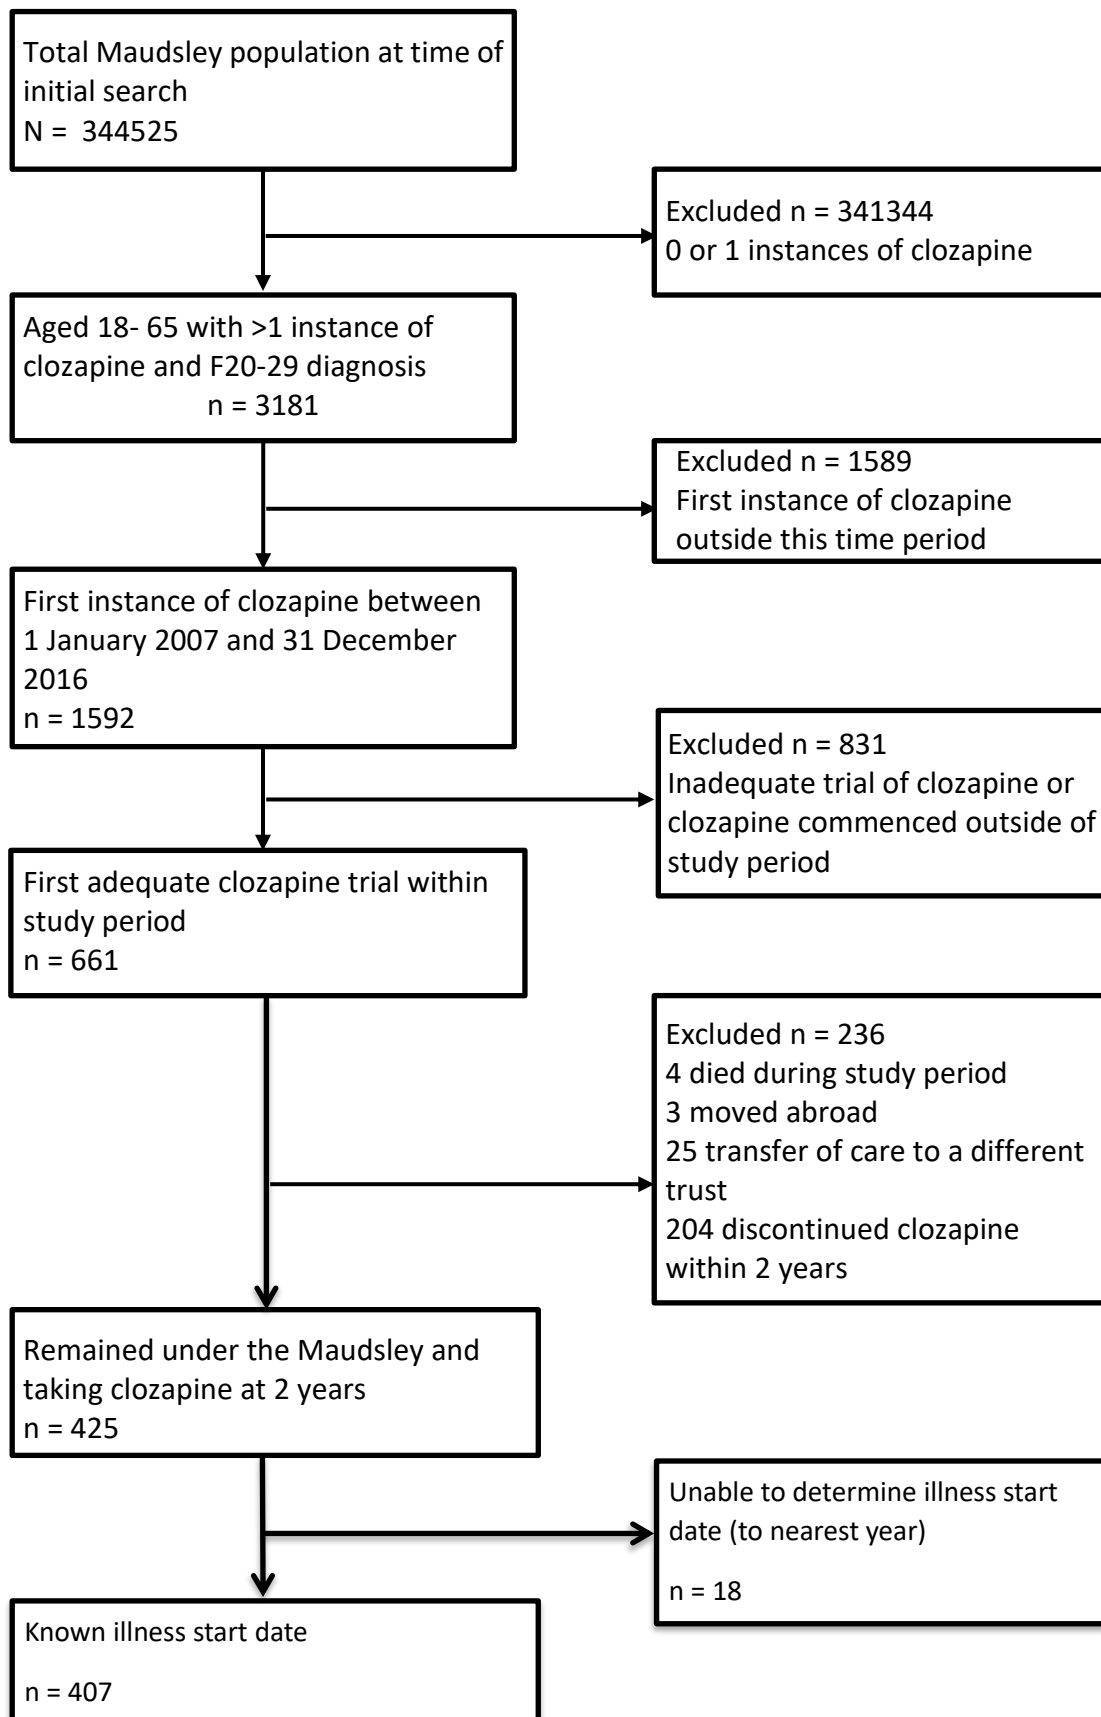 Total Maudsley population at time of
initial search
N =  344525
Excluded n = 341344
0 or 1 instances of clozapine
Aged 18- 65 with >1 instance of
clozapine and F20-29 diagnosis
n = 3181
Excluded n = 1589
First instance of clozapine
outside this time period
First instance of clozapine between
1 January 2007 and 31 December
2016
n = 1592
Excluded n = 831
Inadequate trial of clozapine or
clozapine commenced outside of
study period
First adequate clozapine trial within
study period
n = 661
Excluded n = 236
4 died during study period
3 moved abroad
25 transfer of care to a different
trust
204 discontinued clozapine
within 2 years
Remained under the Maudsley and
taking clozapine at 2 years
n = 425
Unable to determine illness start
date (to nearest year)
n = 18
Known illness start date
n = 407